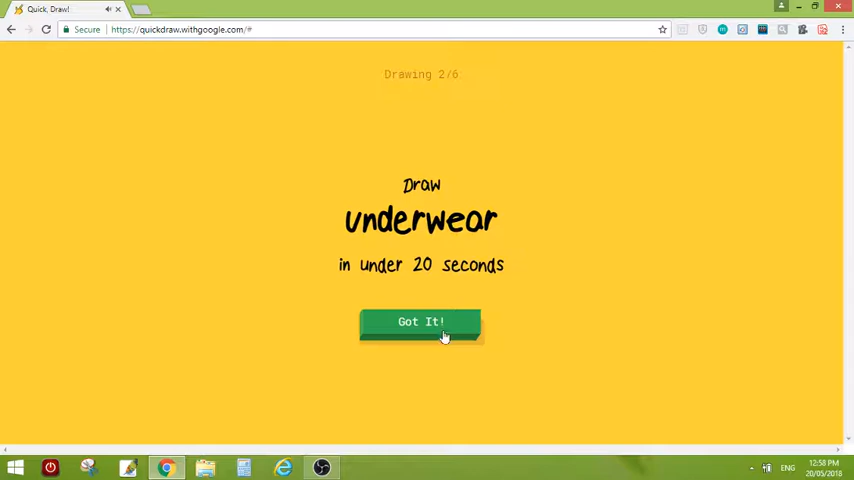 Quick, Draw!
Secure
https://quickdraw.withgoogle.com/#
Drawing 2/6
Draw
underwear
in under 20 seconds
Got It!
ENG
12:58 PM
20/05/2018